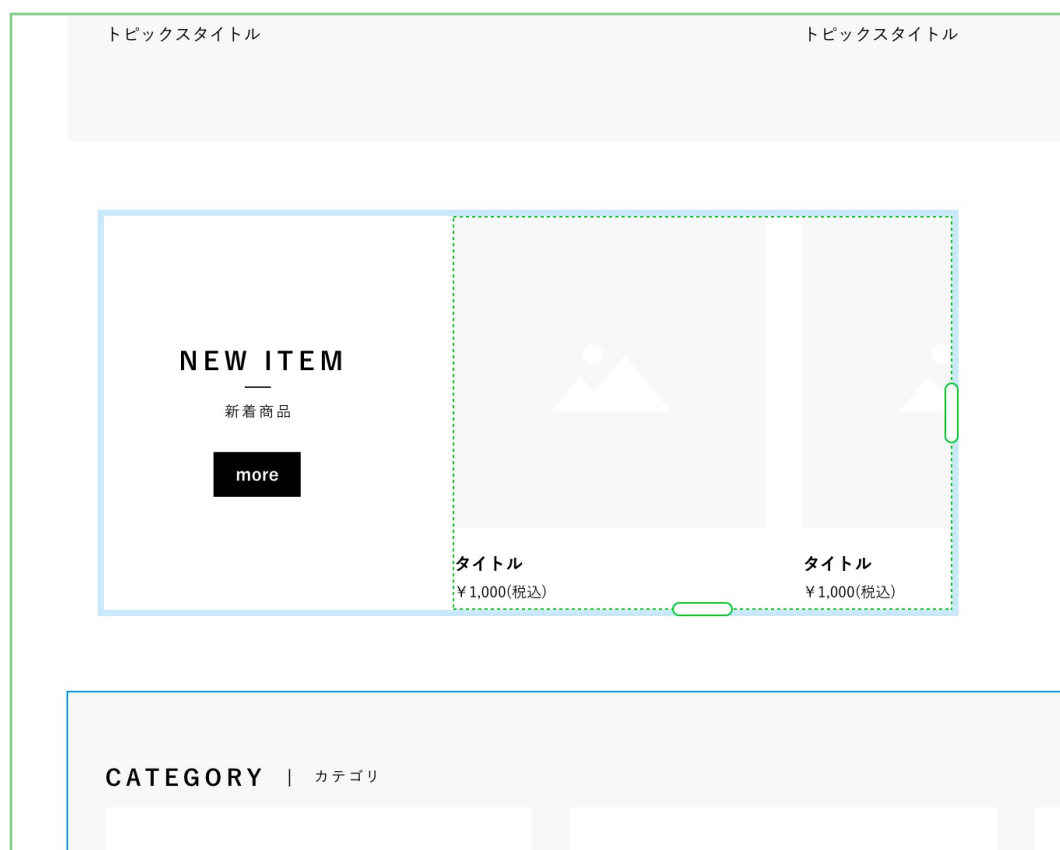 トピックスタイトル
トピックスタイトル
NEW ITEM
新着商品
more
タイトル
￥1,000(税込)
タイトル
￥1,000(税込)
CATEGORY | カテゴリ